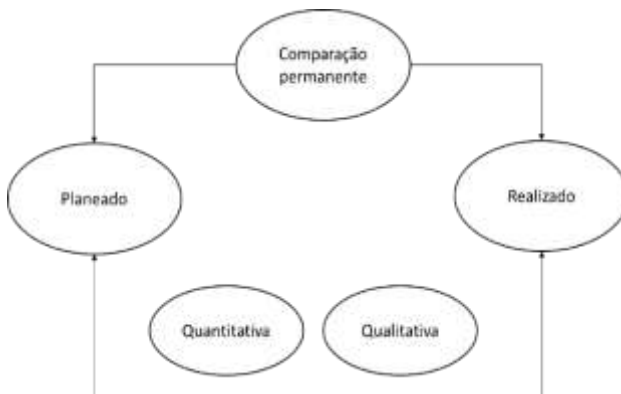 Comparação
permanente
Planeado
Realizado
Quantitativa
Qualitativa